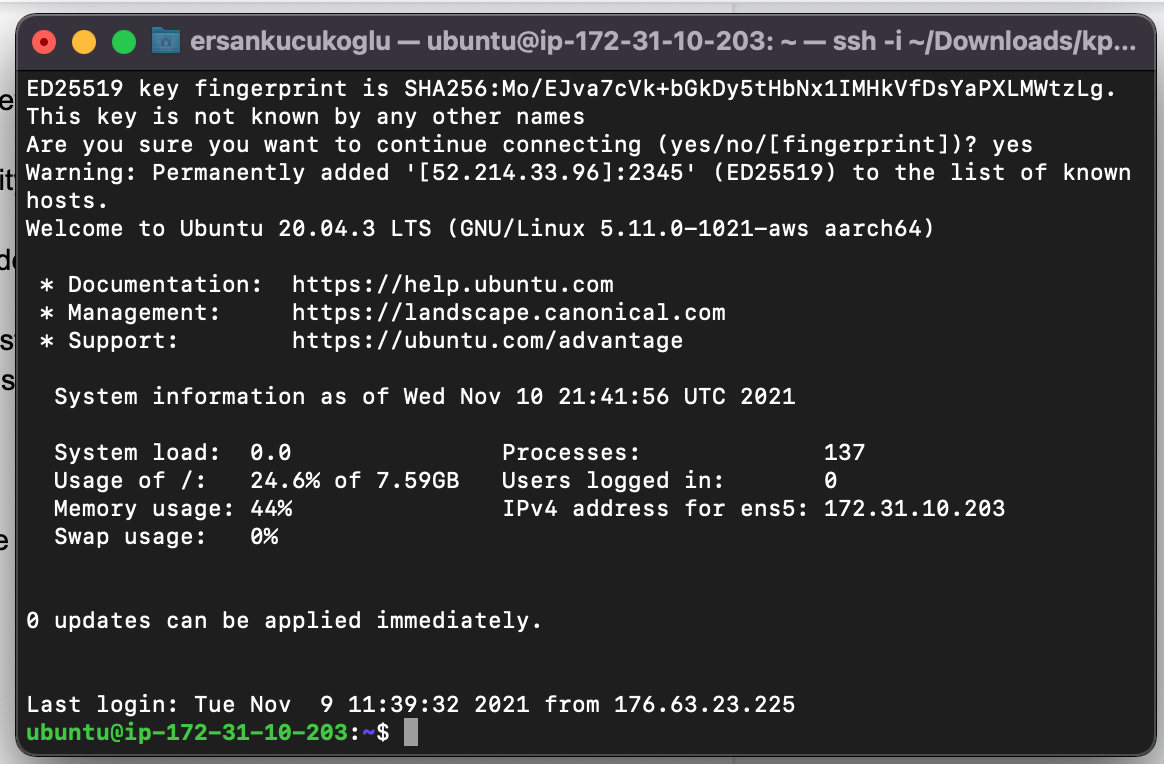 ersankucukoglu — ubuntu@ip-172-31-10-203: ~ — ssh -i ~/Downloads/kp...
ED25519 key fingerprint is SHA256:Mo/EJva7cVk+bGkDy5tHbNx1IMHkVfDsYaPXLMWtzLg.
This key is not known by any other names
Are you sure you want to continue connecting (yes/no/[fingerprint])? yes
Warning: Permanently added '[52.214.33.96]:2345' (ED25519) to the list of known
hosts.
Welcome to Ubuntu 20.04.3 LTS (GNU/Linux 5.11.0-1021-aws aarch64)
* Documentation:  https://help.ubuntu.com
* Management:     https://landscape.canonical.com
* Support:        https://ubuntu.com/advantage
System information as of Wed Nov 10 21:41:56 UTC 2021
System load:  0.0               Processes:             137
Usage of /:   24.6% of 7.59GB   Users logged in:       0
Memory usage: 44%               IPv4 address for ens5: 172.31.10.203
Swap usage:   0%
0 updates can be applied immediately.
Last login: Tue Nov  9 11:39:32 2021 from 176.63.23.225
ubuntu@ip-172-31-10-203:~$